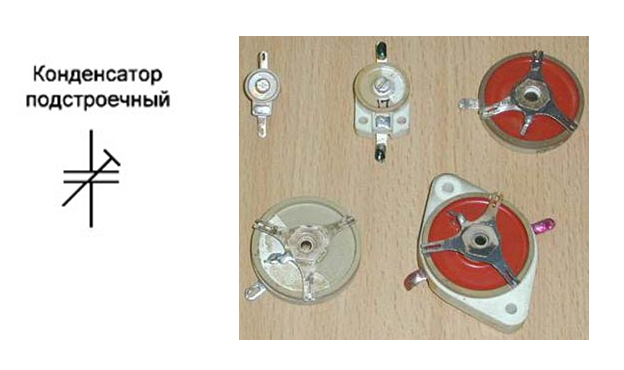 Конденсатор
подстроечный
17